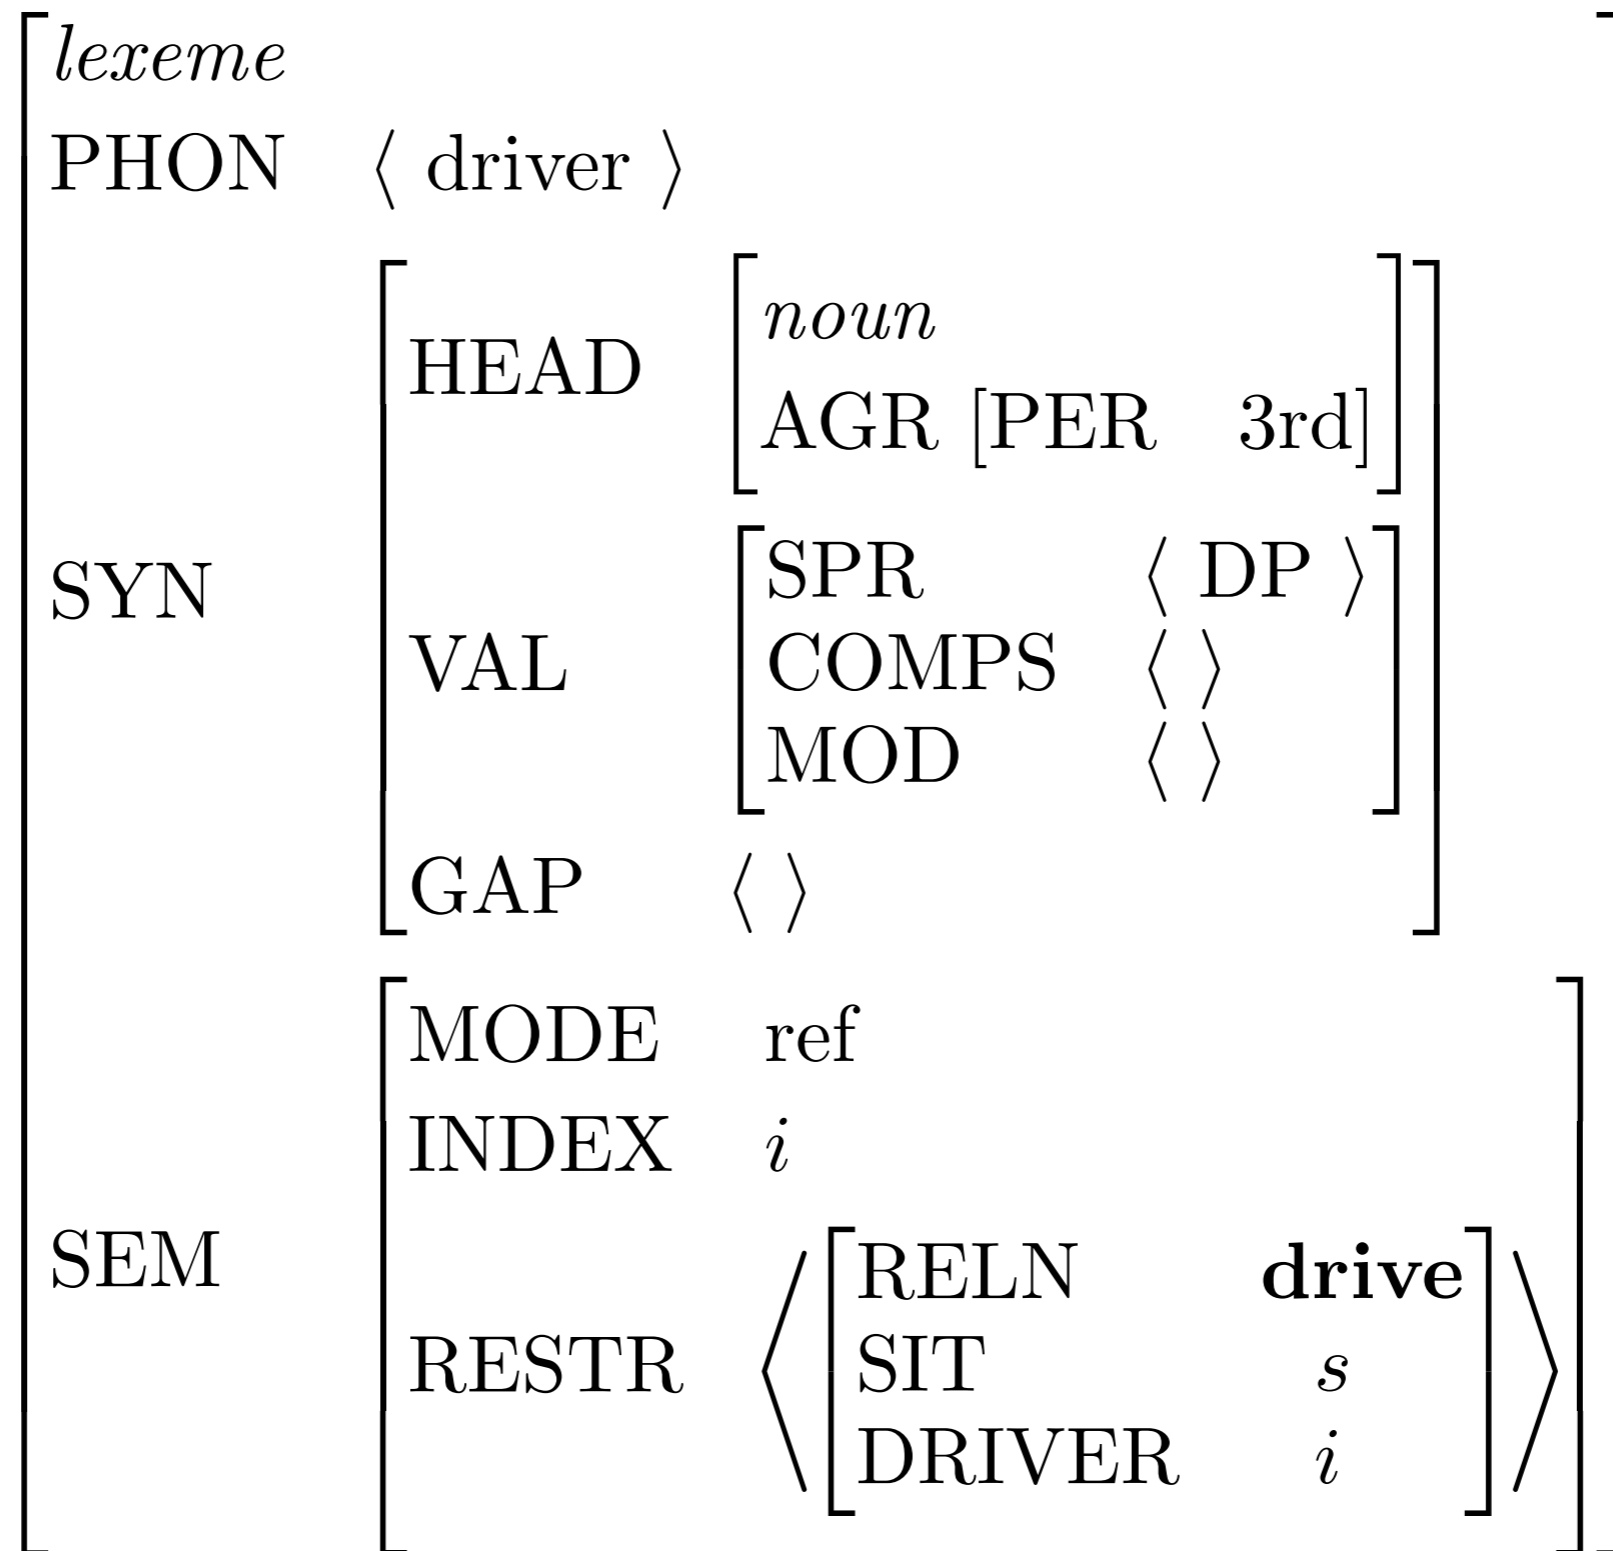 lexeme
PHON ⟨ driver ⟩
SYN
HEAD
noun
AGR [PER 3rd]
VAL
SPR ⟨ DP ⟩
COMPS ⟨ ⟩
MOD ⟨ ⟩
GAP ⟨ ⟩
SEM
MODE ref
INDEX i
RESTR
RELN drive
SIT s
DRIVER i